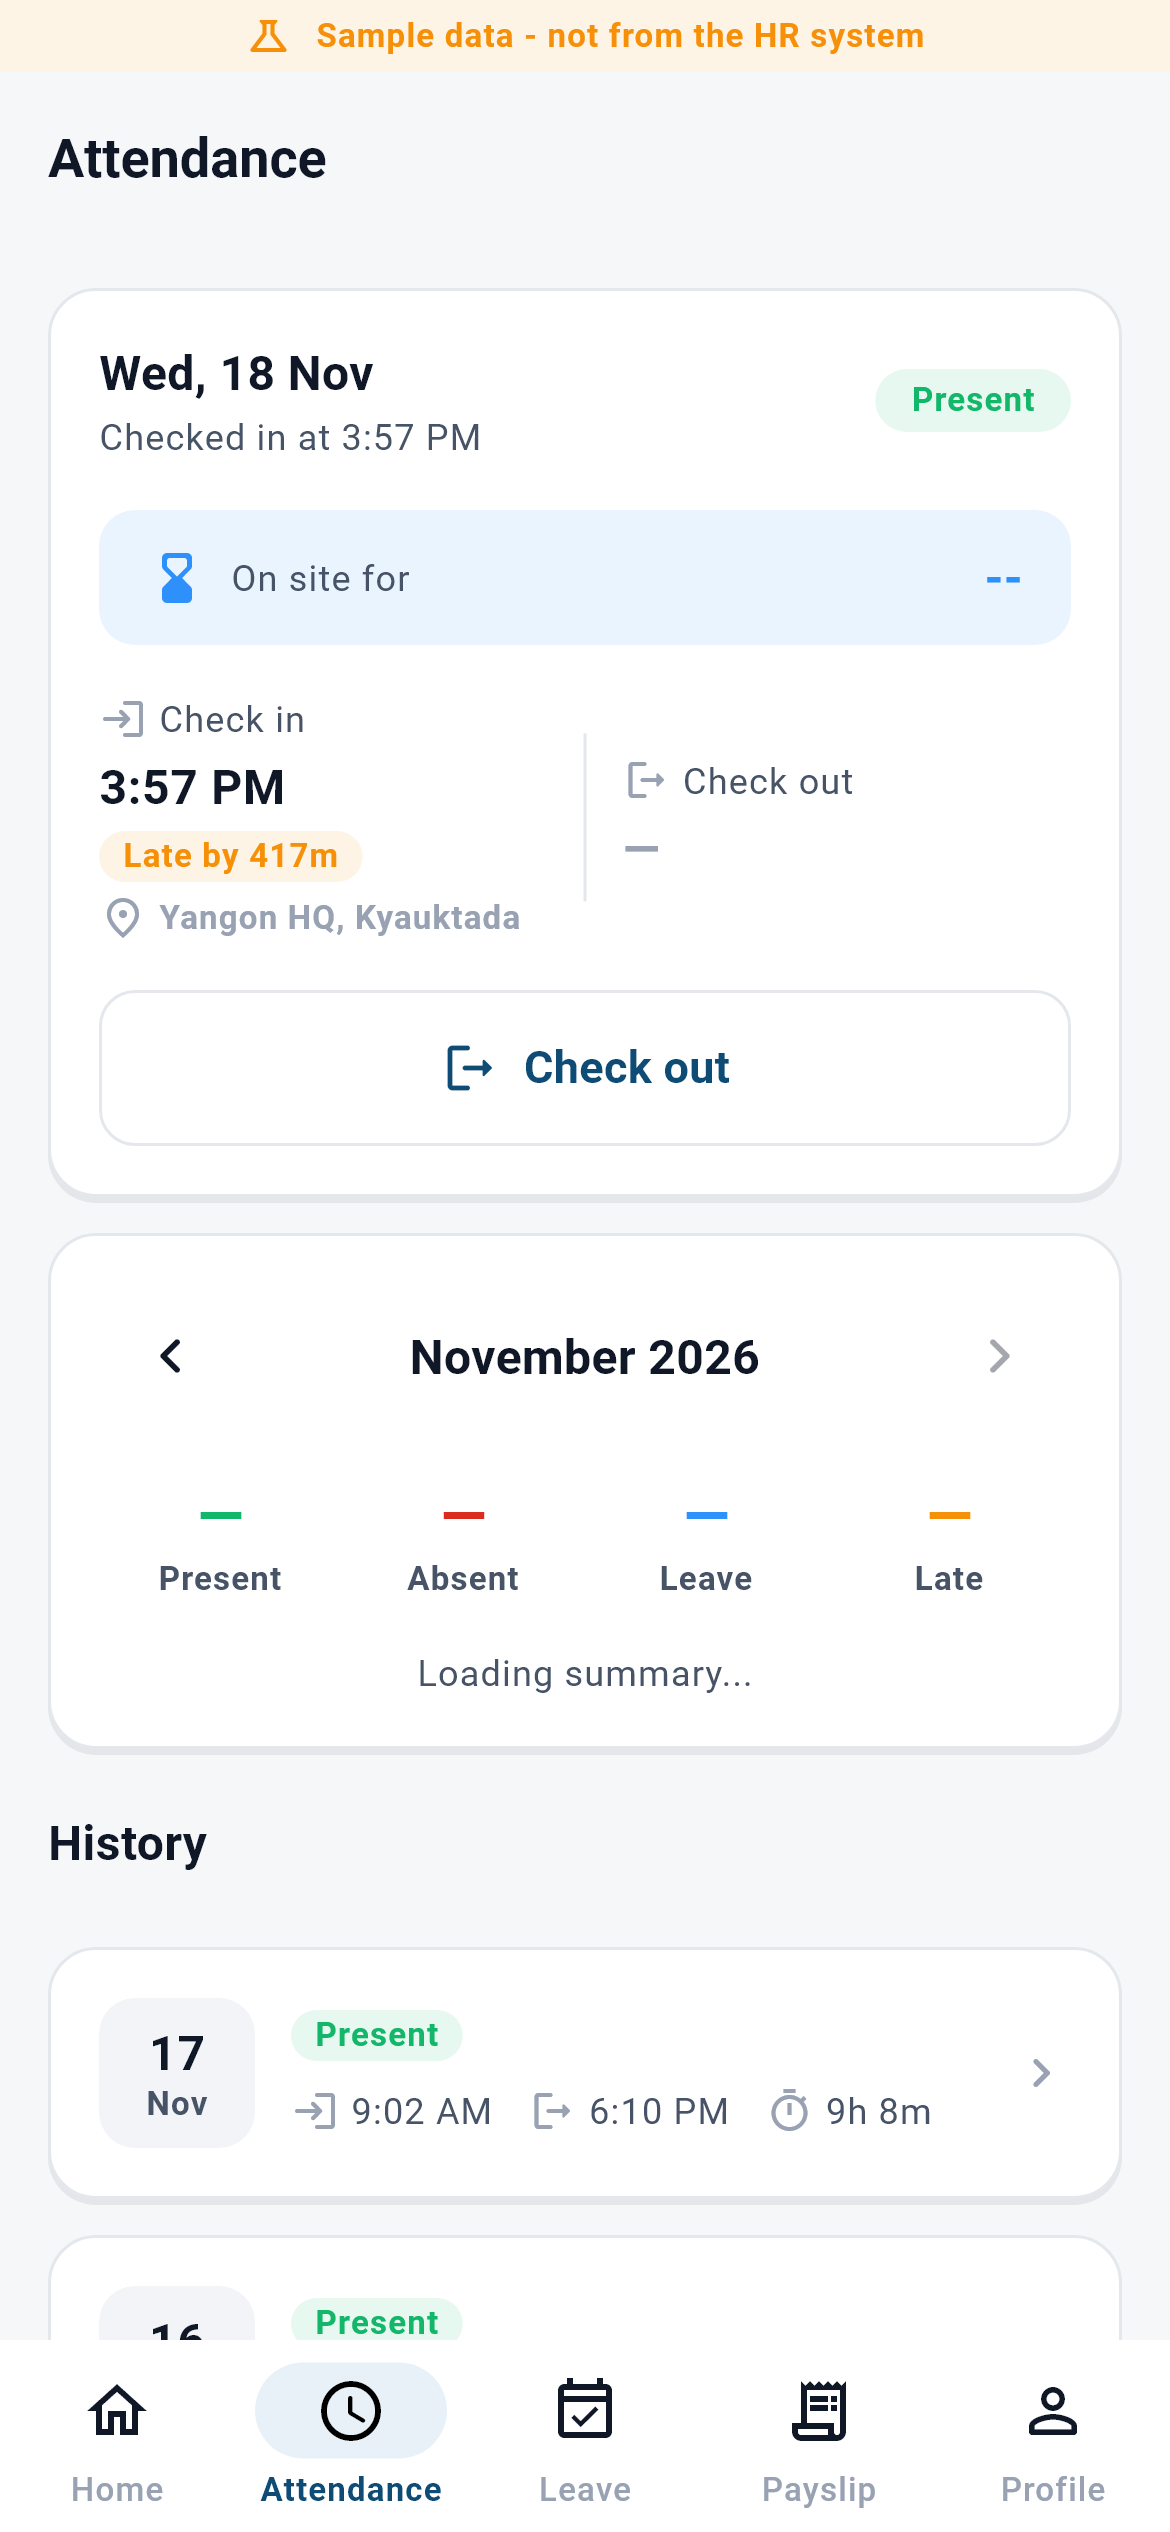 Sample data - not from the HR system
Attendance
Wed, 18 Nov
Present
Checked in at 3:57 PM
On site for
--
Check in
3:57 PM
Late by 417m
Yangon HQ, Kyauktada
Check out
–
Check out
November 2026
– – – –
Present Absent Leave Late
Loading summary...
History
17
Nov
Present
9:02 AM 6:10 PM 9h 8m
16
Present
Home Attendance Leave Payslip Profile